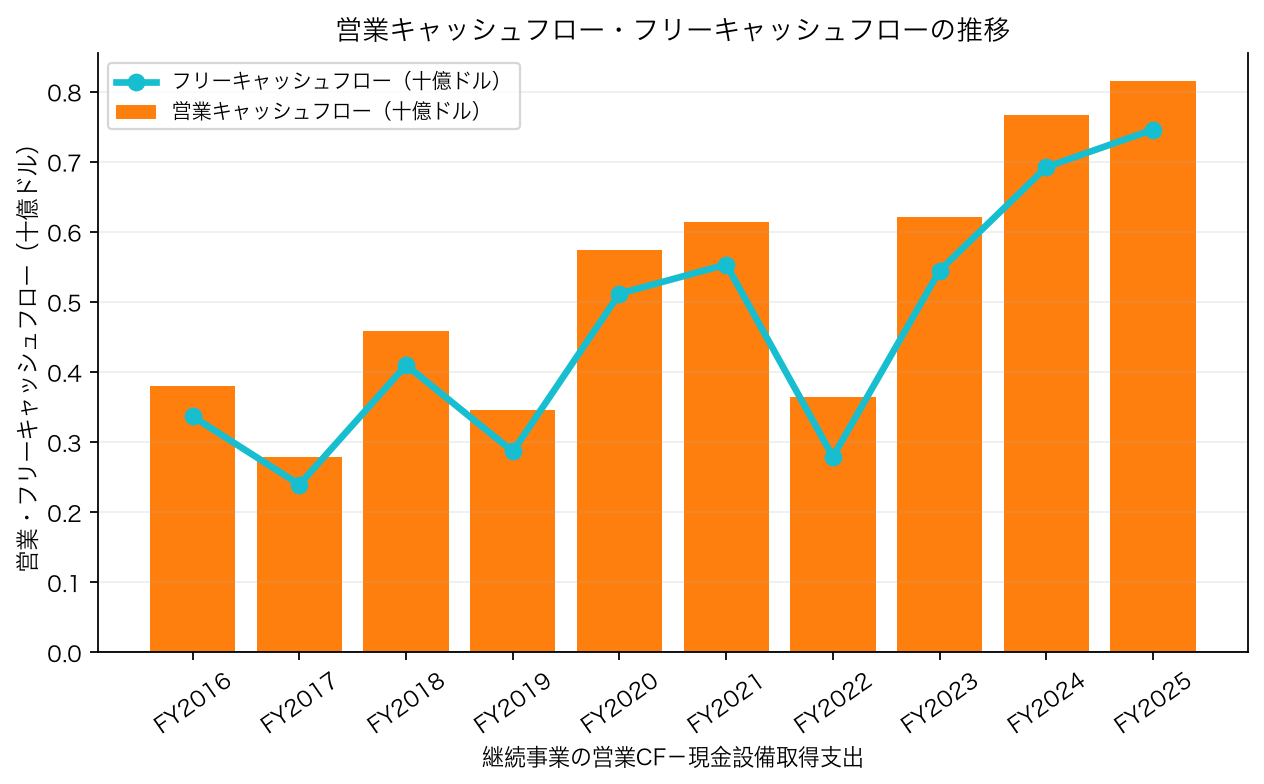 営業キャッシュフロー・フリーキャッシュフローの推移
フリーキャッシュフロー（十億ドル）
営業キャッシュフロー（十億ドル）
営業・フリーキャッシュフロー（十億ドル）
0.8
0.7
0.6
0.5
0.4
0.3
0.2
0.1
0.0
FY2016
FY2017
FY2018
FY2019
FY2020
FY2021
FY2022
FY2023
FY2024
FY2025
継続事業の営業CF－現金設備取得支出